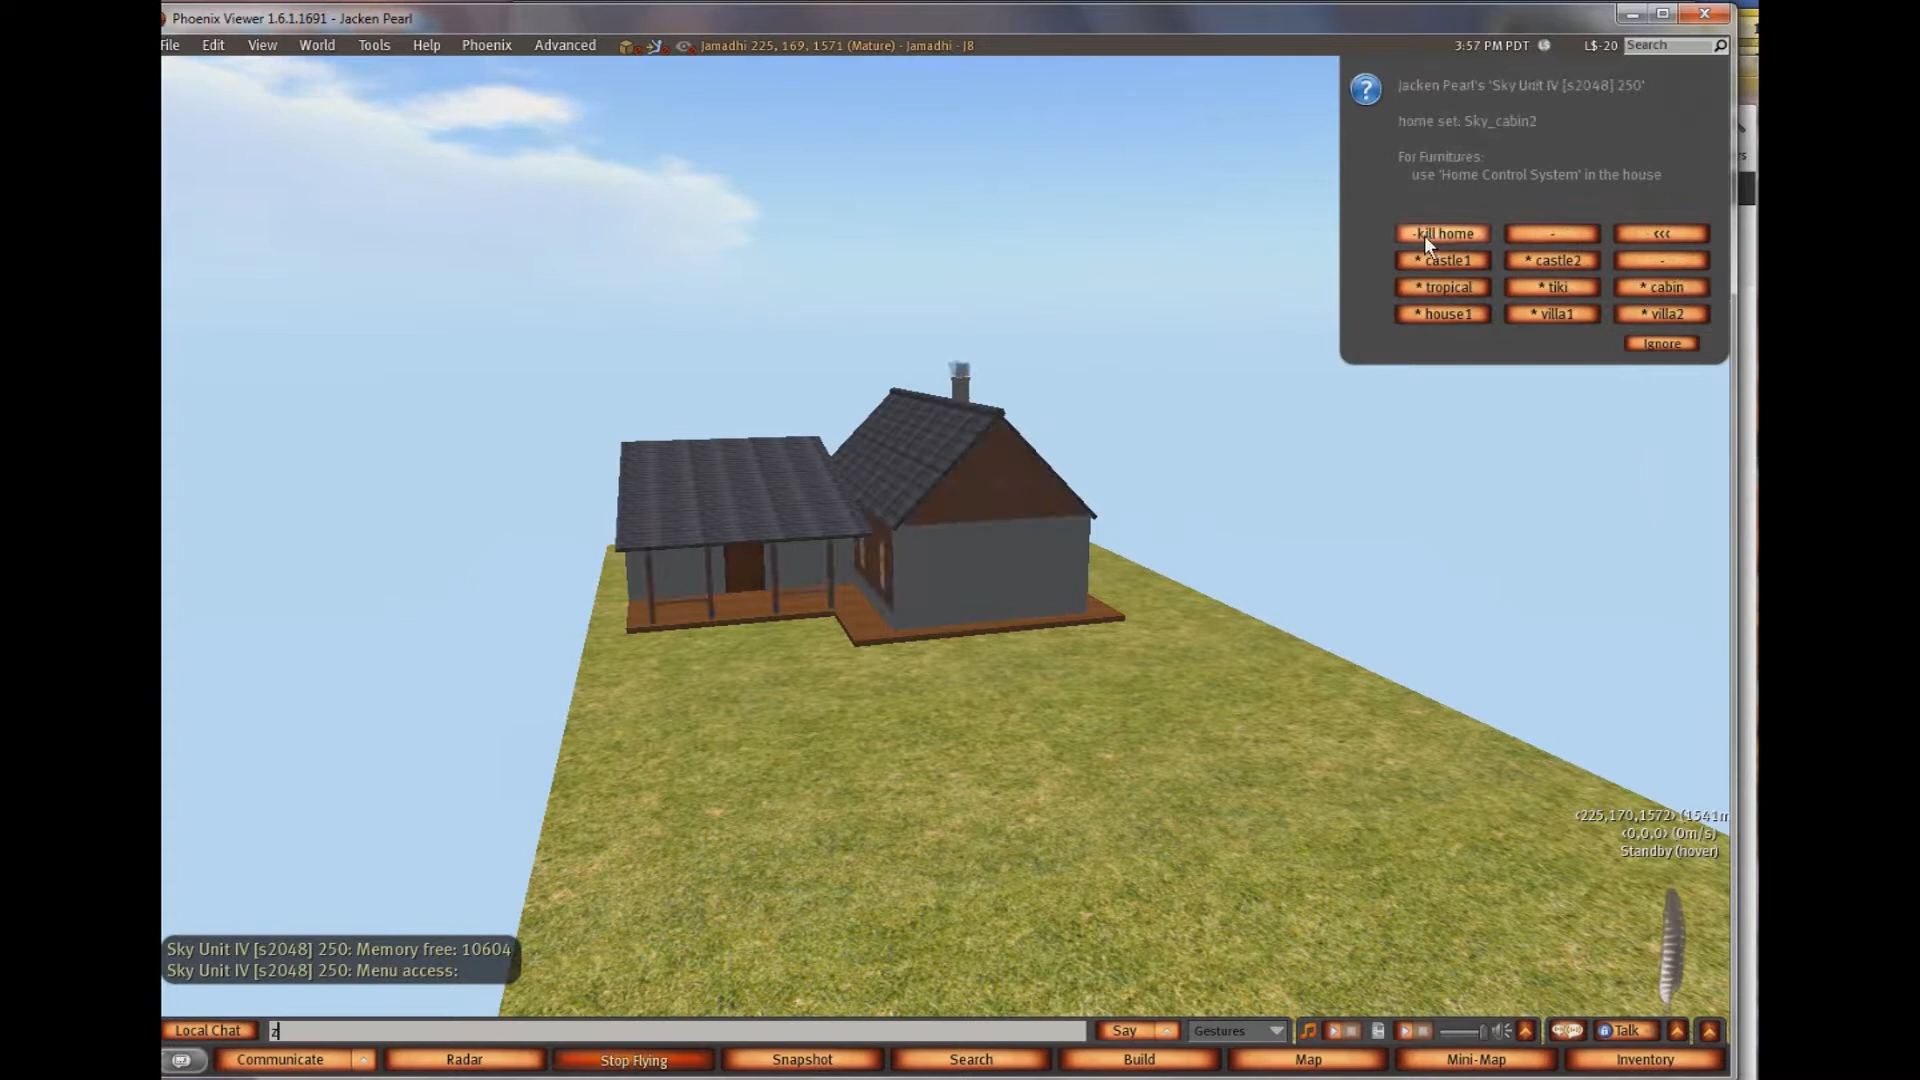 Phoenix Viewer 1.6.1.1691 - Jacken Pearl
File Edit View World Tools Help Phoenix Advanced Jamadhi 225, 169, 1571 (Mature) - Jamadhi - J8 3:57 PM PDT L$-20 Search
Jacken Pearl's 'Sky Unit IV [s2048] 250'
home set: Sky_cabin2
For Furnitures:
use 'Home Control System' in the house
-kill home - <<<
* castle1 * castle2 -
* tropical * tiki * cabin
* house1 * villa1 * villa2
Ignore
<225,170,1572> (1541m
<0,0,0> (0m/s)
Standby (hover)
Sky Unit IV [s2048] 250: Memory free: 10604
Sky Unit IV [s2048] 250: Menu access:
Local Chat z Say Gestures Talk
Communicate Radar Stop Flying Snapshot Search Build Map Mini-Map Inventory